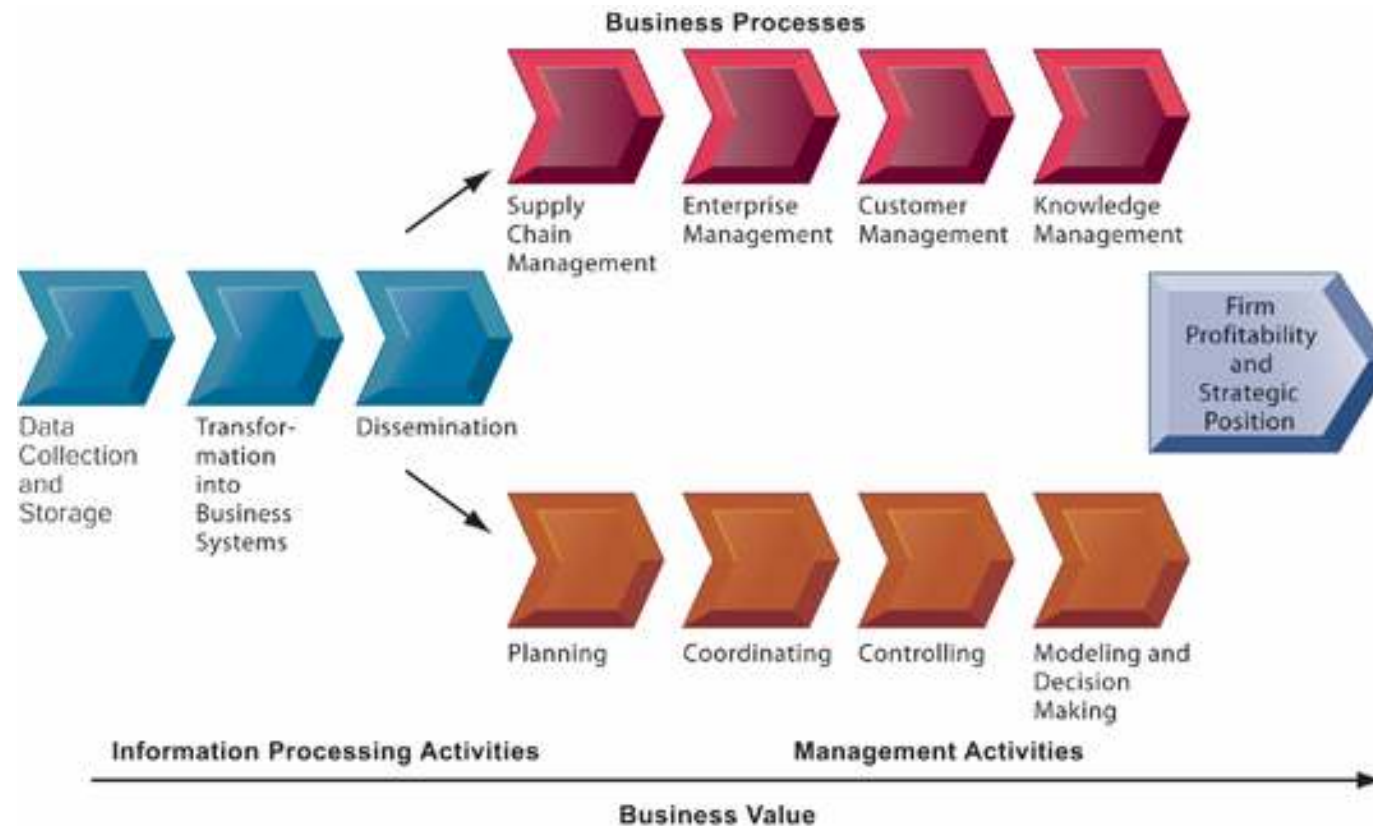 Business Processes
Supply
Chain
Management
Enterprise
Management
Customer
Management
Knowledge
Management
Data
Collection
and
Storage
Transfor-
mation
into
Business
Systems
Dissemination
Firm
Profitability
and
Strategic
Position
Planning
Coordinating
Controlling
Modeling and
Decision
Making
Information Processing Activities
Management Activities
Business Value